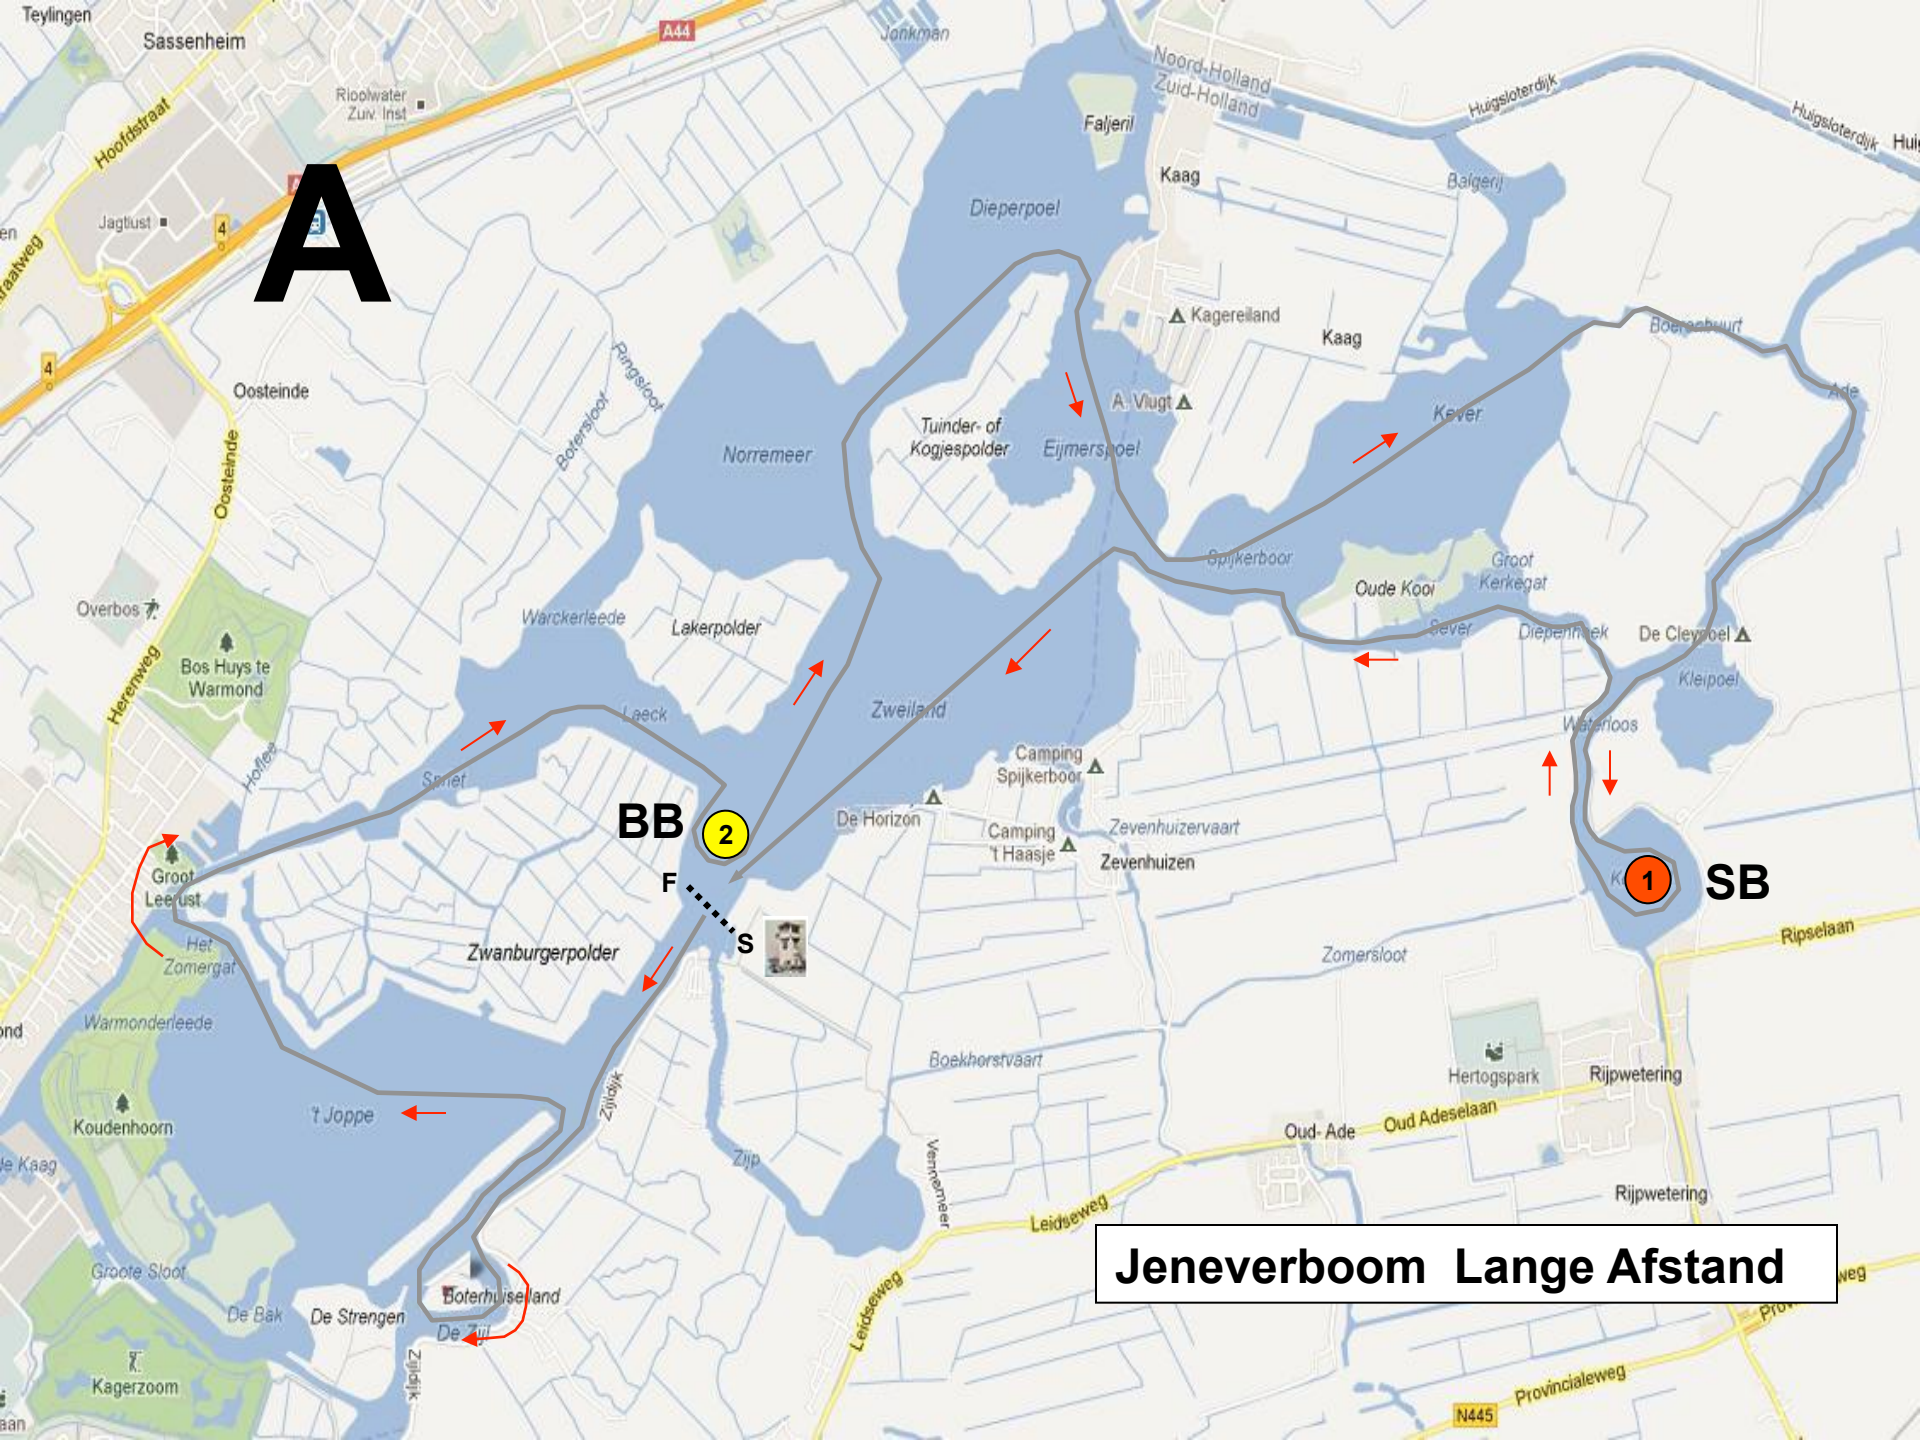 Teylingen
Sassenheim
A44
Jonkman
Noord-Holland
Zuid-Holland
Huigsloterdijk
Huigsloterdijk
Rioolwater
Zuiv. Inst
Hoofdstraat
Faljeril
Kaag
Balgerij
A
Jagtlust
4
Dieperpoel
Kagereiland
Kaag
Boerenbuurt
4
Oosteinde
Ringsloot
Botersloot
A. Vlugt
Kever
Ade
Tuinder- of
Kogjespolder
Norremeer
Eijmerspoel
Oosteinde
Spijkerboor
Groot
Kerkegat
Oude Kooi
Overbos
Warckerleede
Lakerpolder
Sever
Diepenhoek
De Cleypoel
Bos Huys te
Warmond
Herenweg
Kleipoel
Laeck
Zweiland
Waterloos
Hoflee
Spriet
Camping
Spijkerboor
BB
2
De Horizon
Camping
't Haasje
Zevenhuizervaart
Zevenhuizen
Groot
Leerust
F
1
SB
Het
Zomergat
Zwanburgerpolder
S
Zomersloot
Ripselaan
Warmonderleede
Boekhorstvaart
Hertogspark
Rijpwetering
Zijldijk
't Joppe
Koudenhoorn
Oud Adeselaan
Oud- Ade
Zijp
Vennemeer
Rijpwetering
Leidseweg
Jeneverboom  Lange Afstand
Groote Sloot
Boterhuiseiland
De Bak
De Strengen
De Zijl
Leidseweg
Zijldijk
Kagerzoom
Provincialeweg
N445